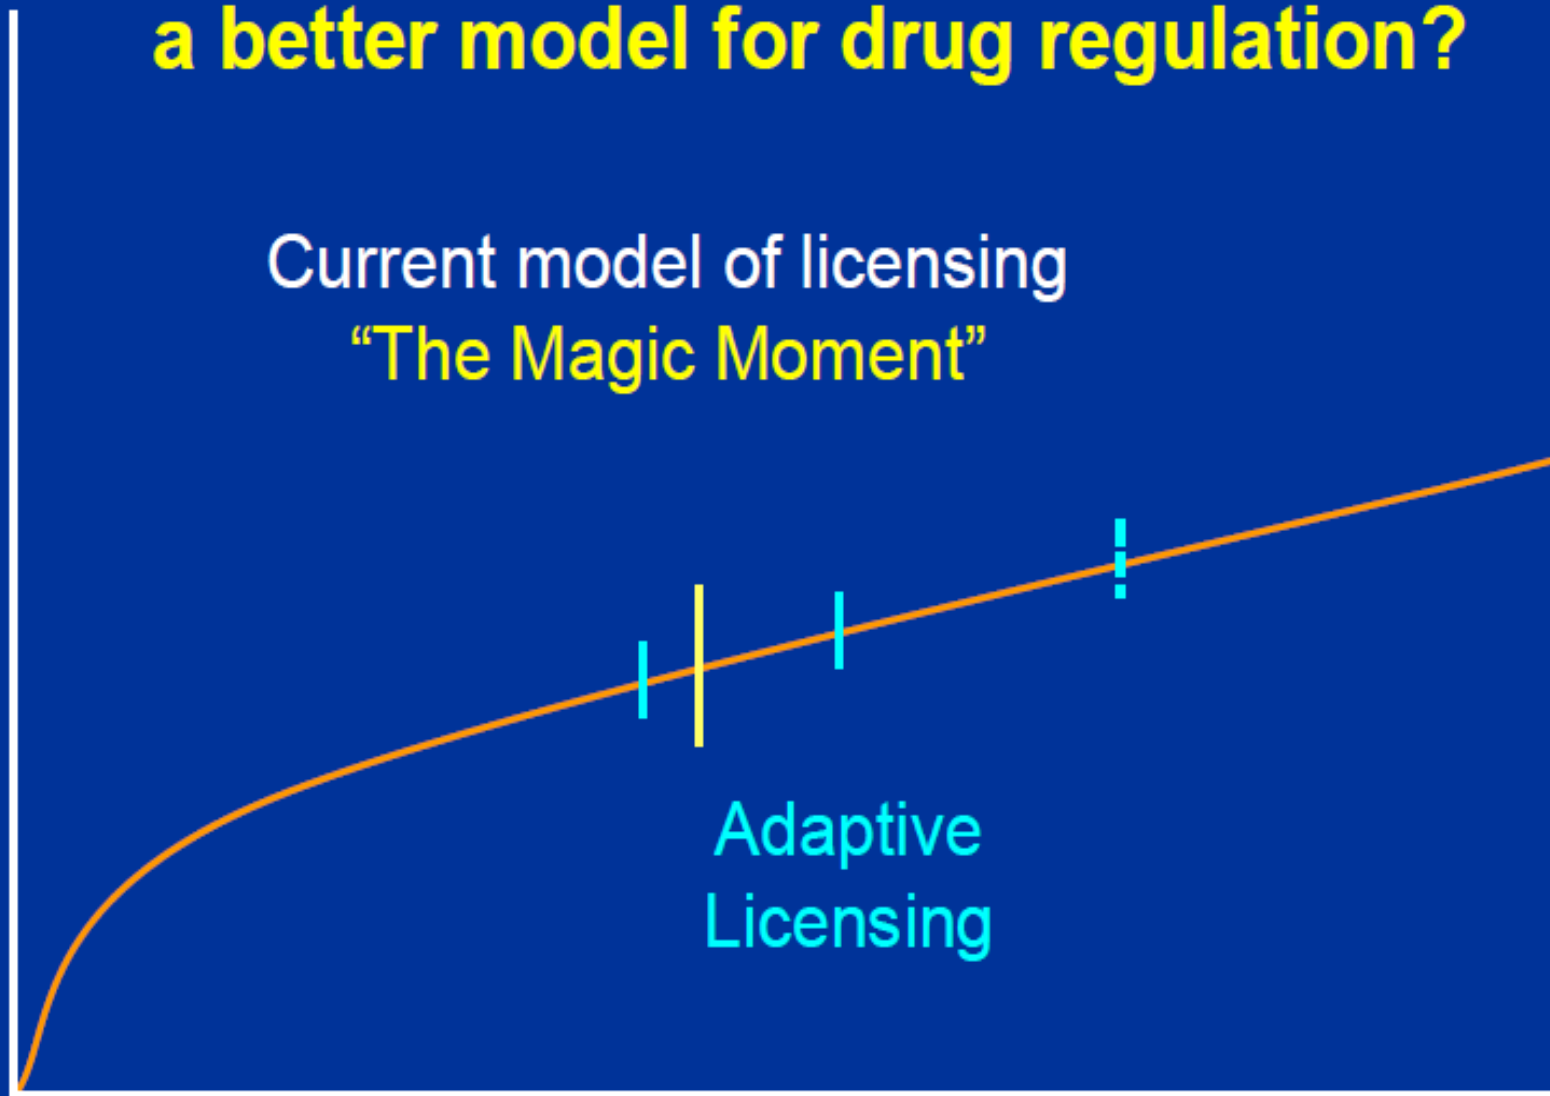 a better model for drug regulation?
Current model of licensing
“The Magic Moment”
Adaptive
Licensing